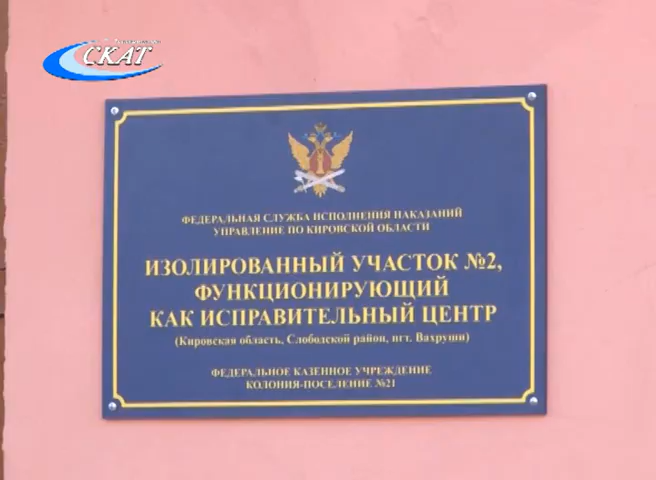 СКАТ
ФЕДЕРАЛЬНАЯ СЛУЖБА ИСПОЛНЕНИЯ НАКАЗАНИЙ
УПРАВЛЕНИЕ ПО КИРОВСКОЙ ОБЛАСТИ
ИЗОЛИРОВАННЫЙ УЧАСТОК №2,
ФУНКЦИОНИРУЮЩИЙ
КАК ИСПРАВИТЕЛЬНЫЙ ЦЕНТР
(Кировская область, Слободской район, пгт. Вахруши)
ФЕДЕРАЛЬНОЕ КАЗЕННОЕ УЧРЕЖДЕНИЕ
КОЛОНИЯ-ПОСЕЛЕНИЕ №21